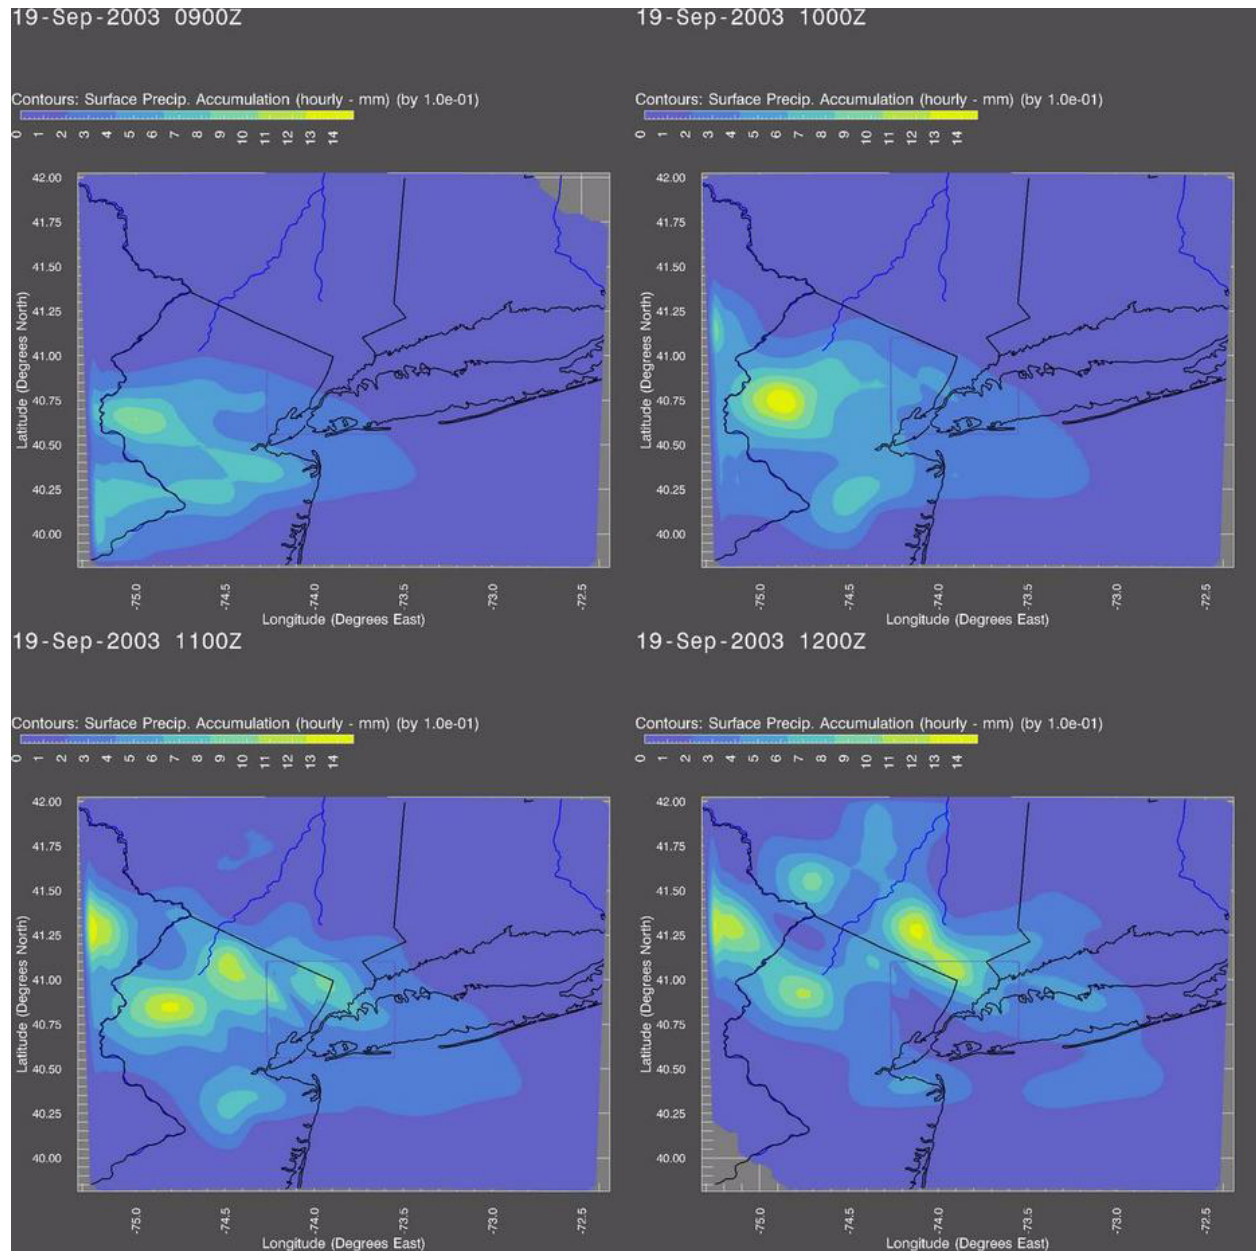 19-Sep-2003 0900Z
Contours: Surface Precip. Accumulation (hourly - mm) (by 1.0e-01)
0 1 2 3 4 5 6 7 8 9 10 11 12 13 14
42.00
41.75
41.50
41.25
41.00
40.75
40.50
40.25
40.00
Latitude (Degrees North)
-75.0 -74.5 -74.0 -73.5 -73.0 -72.5
Longitude (Degrees East)
19-Sep-2003 1000Z
Contours: Surface Precip. Accumulation (hourly - mm) (by 1.0e-01)
0 1 2 3 4 5 6 7 8 9 10 11 12 13 14
42.00
41.75
41.50
41.25
41.00
40.75
40.50
40.25
40.00
Latitude (Degrees North)
-75.0 -74.5 -74.0 -73.5 -73.0 -72.5
Longitude (Degrees East)
19-Sep-2003 1100Z
Contours: Surface Precip. Accumulation (hourly - mm) (by 1.0e-01)
0 1 2 3 4 5 6 7 8 9 10 11 12 13 14
42.00
41.75
41.50
41.25
41.00
40.75
40.50
40.25
40.00
Latitude (Degrees North)
-75.0 -74.5 -74.0 -73.5 -73.0 -72.5
Longitude (Degrees East)
19-Sep-2003 1200Z
Contours: Surface Precip. Accumulation (hourly - mm) (by 1.0e-01)
0 1 2 3 4 5 6 7 8 9 10 11 12 13 14
42.00
41.75
41.50
41.25
41.00
40.75
40.50
40.25
40.00
Latitude (Degrees North)
-75.0 -74.5 -74.0 -73.5 -73.0 -72.5
Longitude (Degrees East)